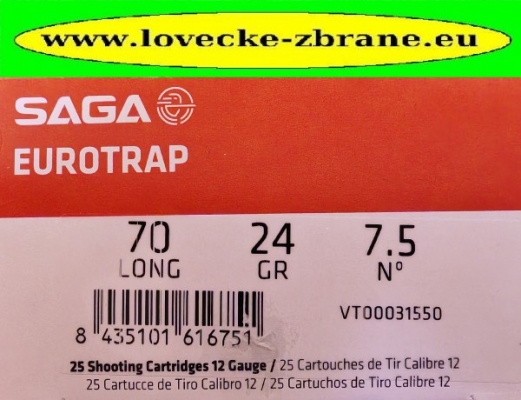 www.lovecke-zbrane.eu
SAGA
EUROTRAP
70 24 7.5
LONG GR Nº
8 435101 616751
VT00031550
25 Shooting Cartridges 12 Gauge / 25 Cartouches de Tir Calibre 12
25 Cartucce de Tiro Calibro 12 / 25 Cartuchos de Tiro Calibre 12